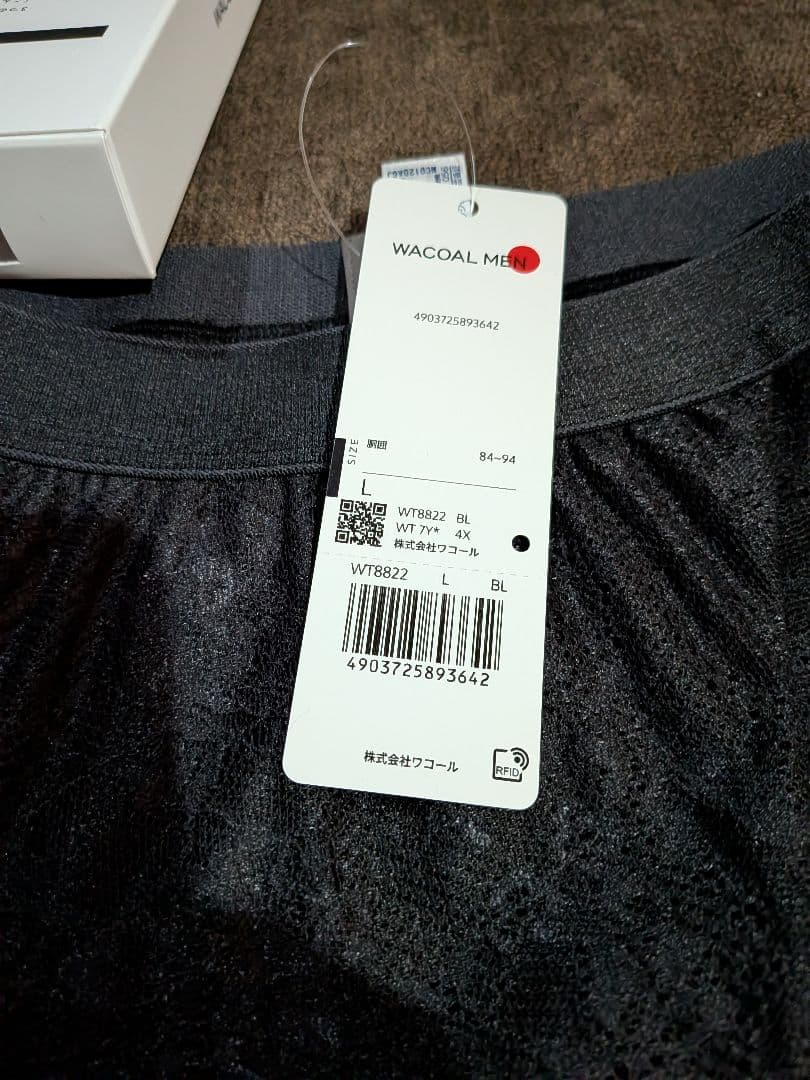 WACOAL MEN
4903725893642
SIZE
胴囲
84~94
L
WT8822 BL
WT 7Y* 4X
株式会社ワコール
WT8822 L BL
4903725893642
株式会社ワコール
RFID